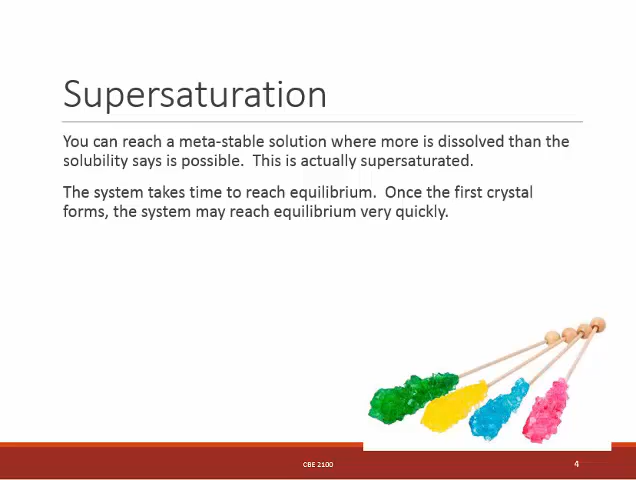 Supersaturation
You can reach a meta-stable solution where more is dissolved than the
solubility says is possible.  This is actually supersaturated.
The system takes time to reach equilibrium.  Once the first crystal
forms, the system may reach equilibrium very quickly.
CBE 2100
4